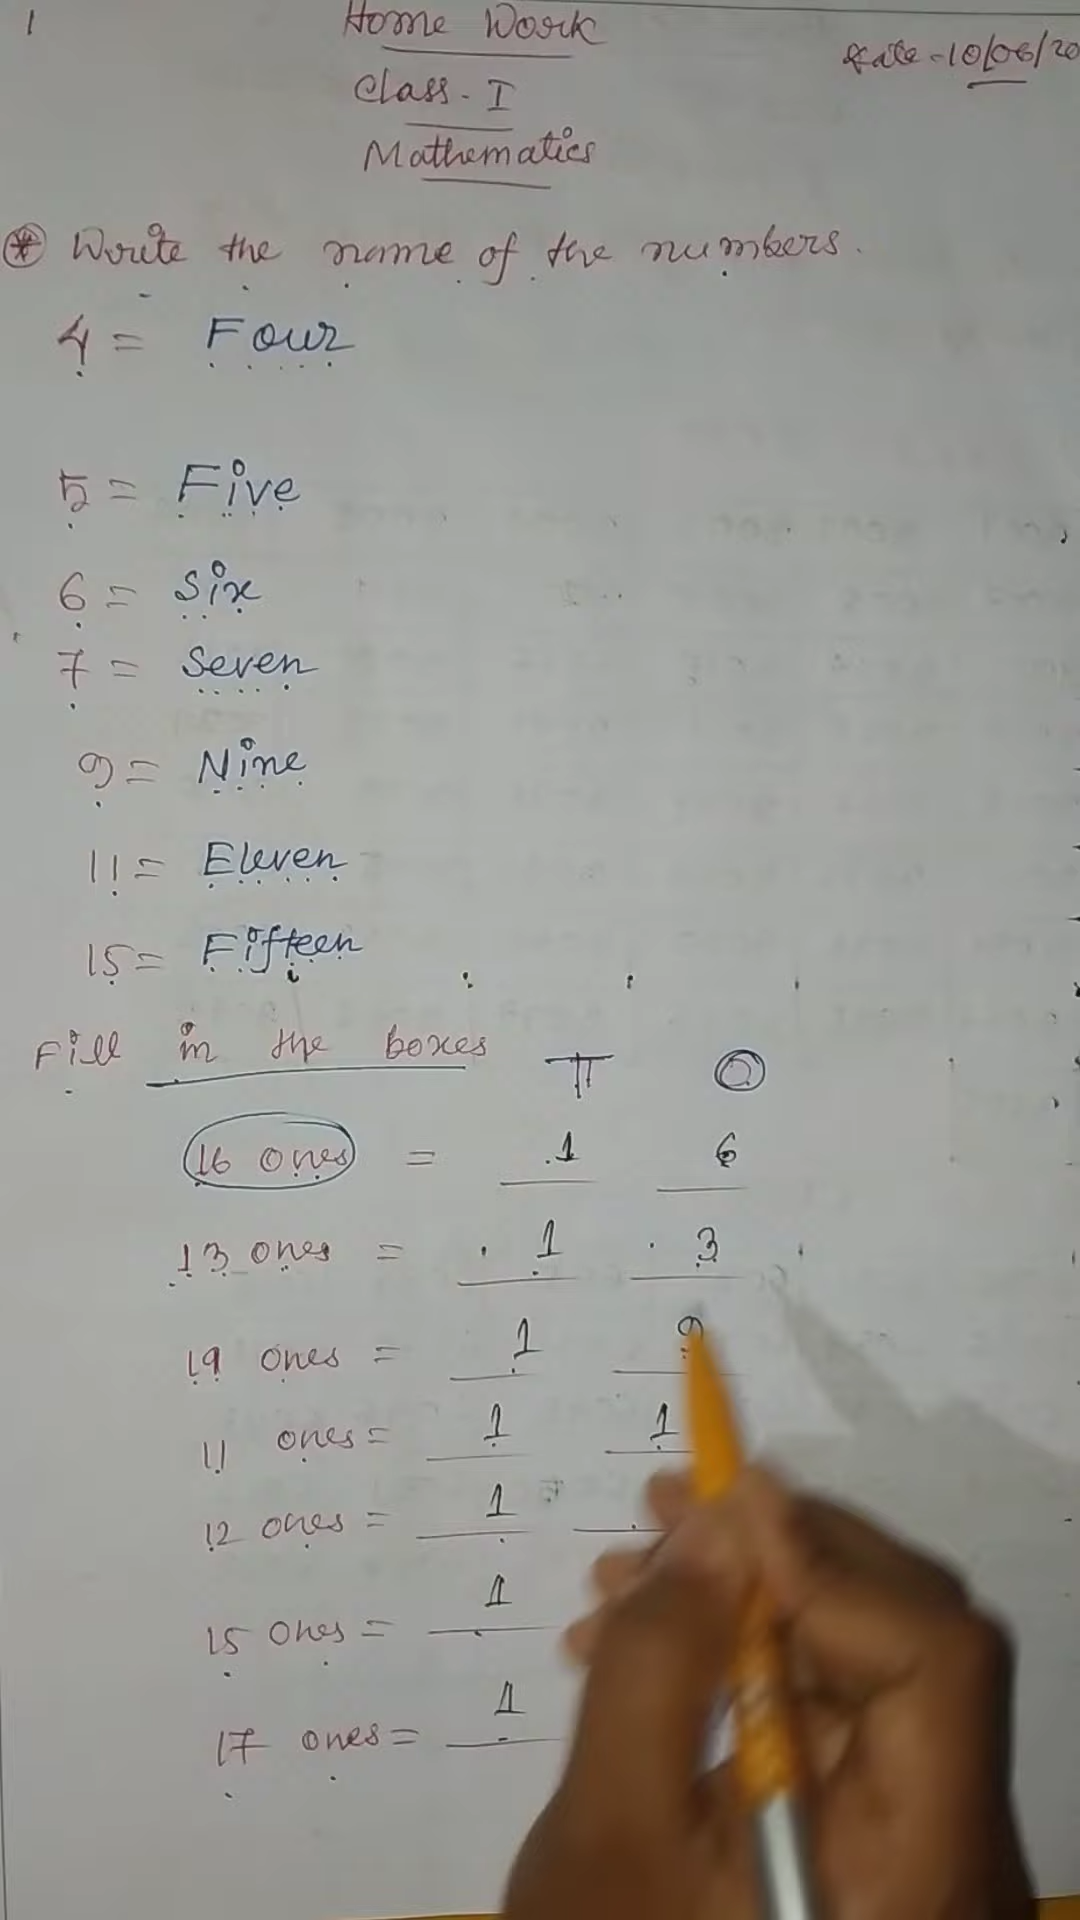 1
Home Work
Date-10/06/20
Class-I
Mathematics
* Write the name of the numbers.
4 = Four
5 = Five
6 = Six
7 = Seven
9 = Nine
11 = Eleven
15 = Fifteen
Fill in the boxes
T O
16 ones = 1 6
13 ones = 1 3
19 ones = 1 9
11 ones = 1 1
12 ones = 1
15 ones = 1
17 ones = 1